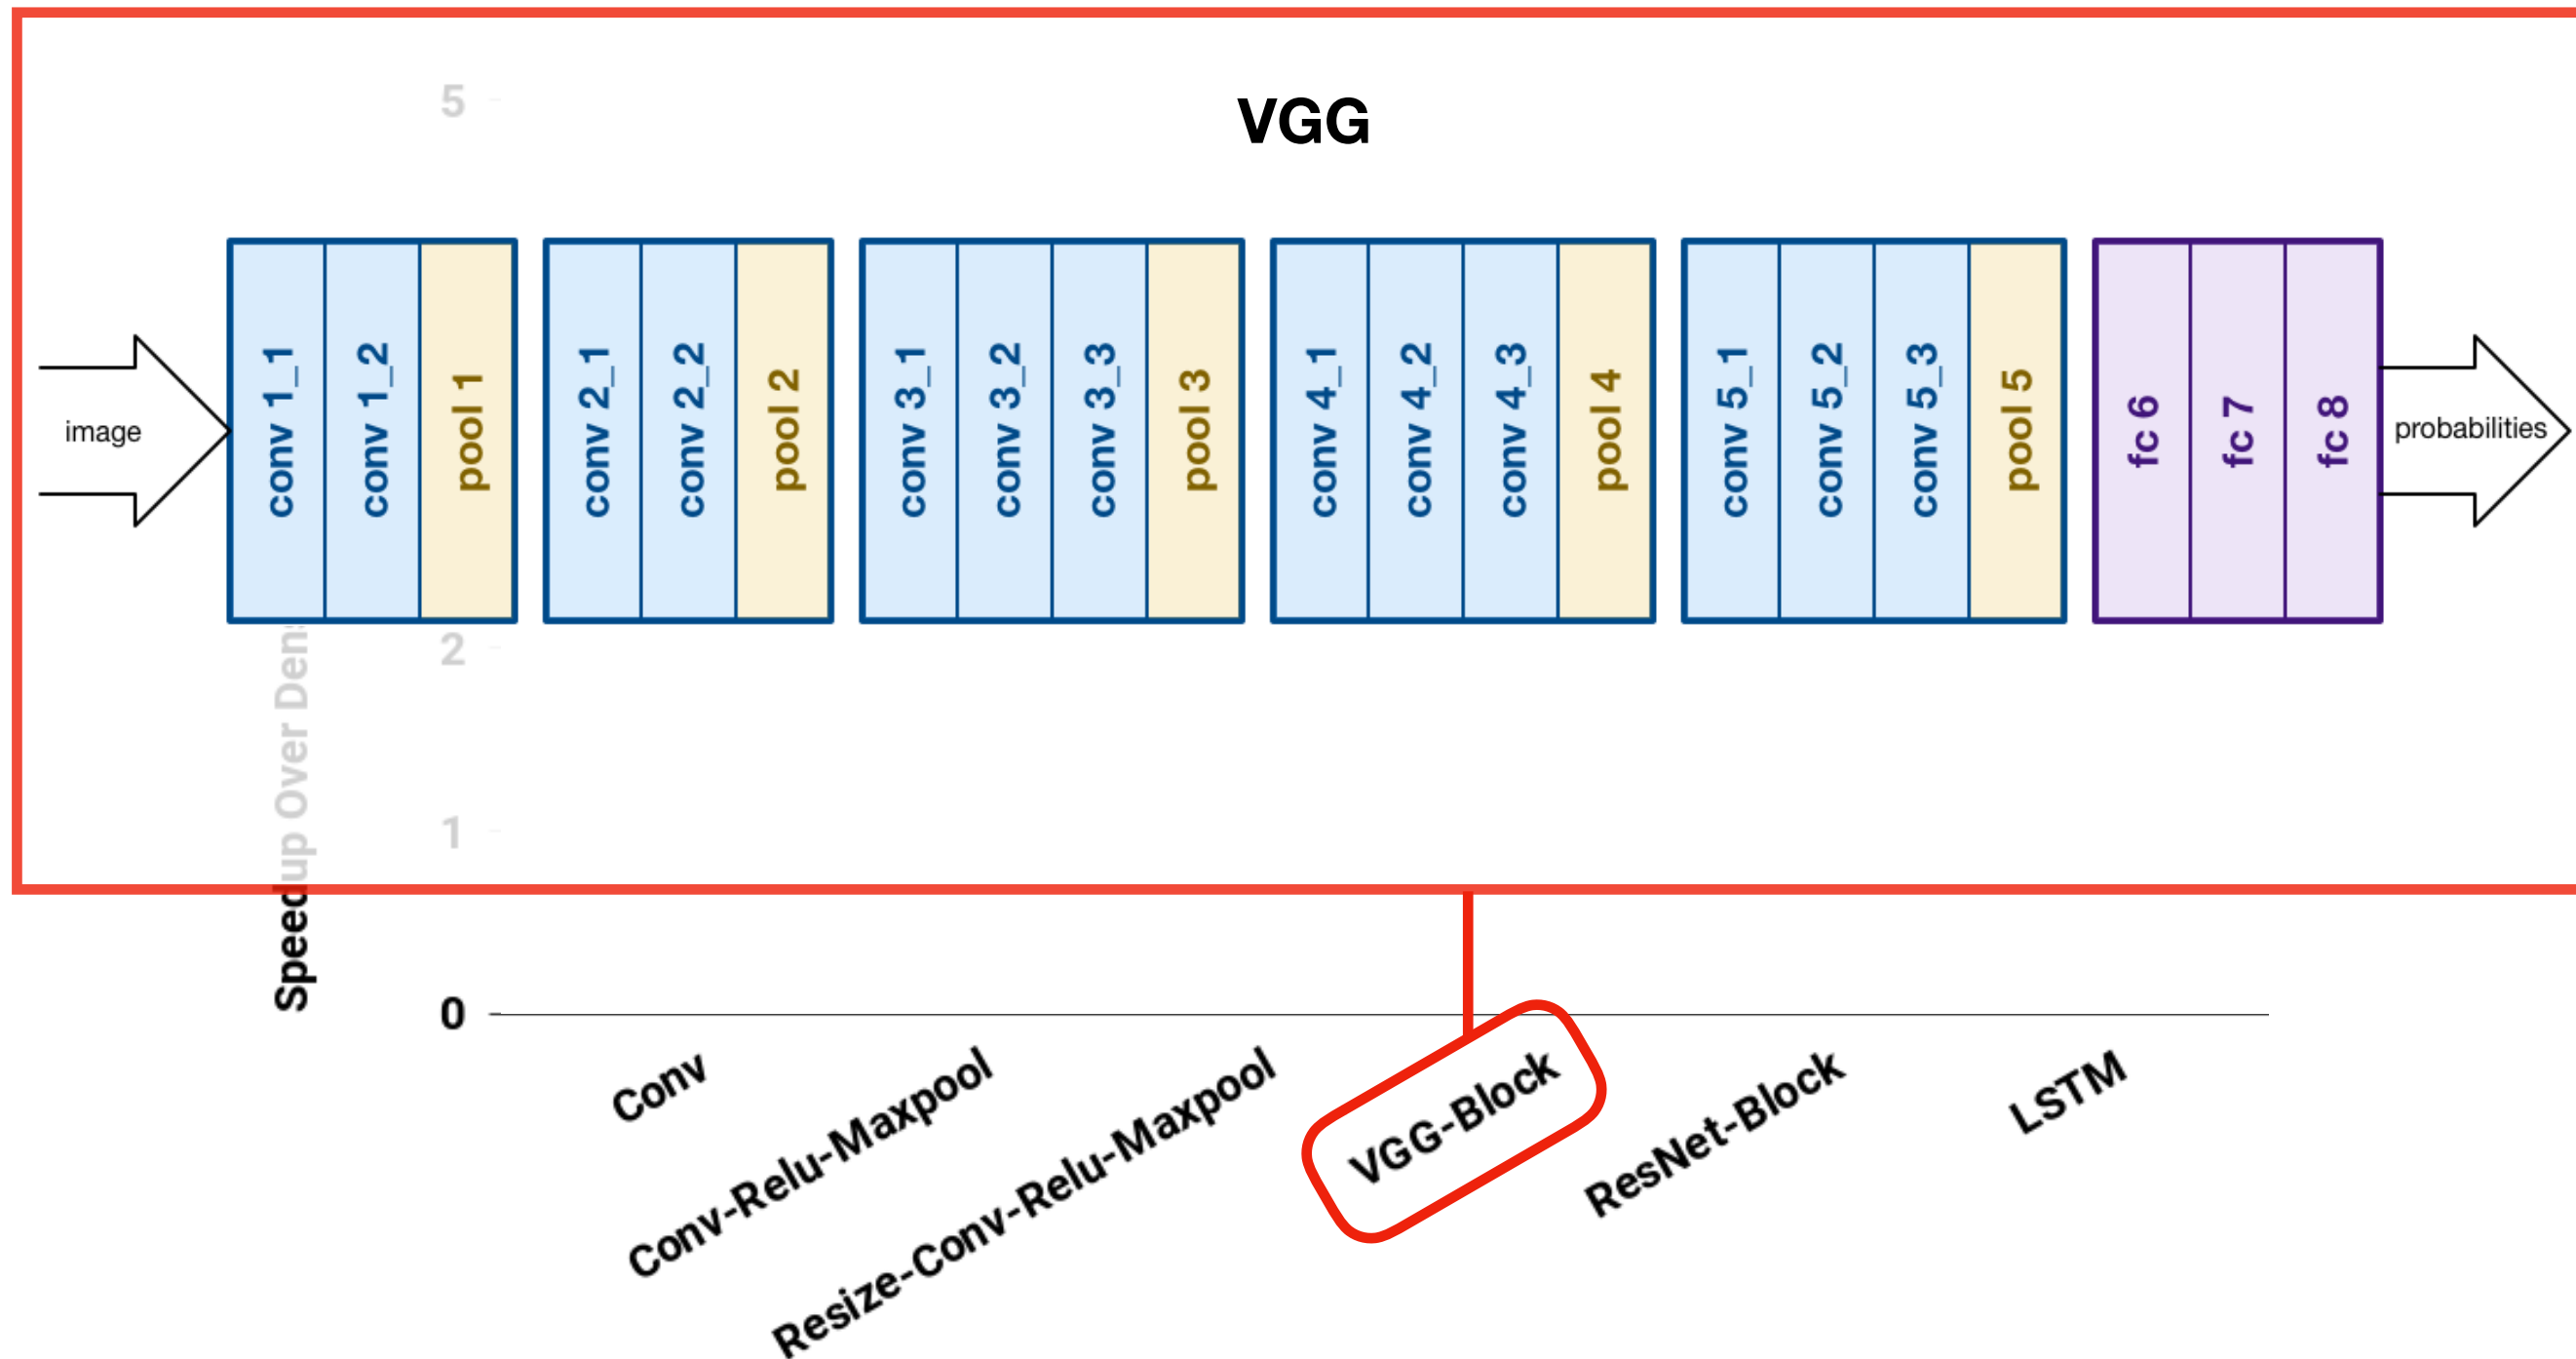 5
VGG
image
conv 1_1
conv 1_2
pool 1
conv 2_1
conv 2_2
pool 2
conv 3_1
conv 3_2
conv 3_3
pool 3
conv 4_1
conv 4_2
conv 4_3
pool 4
conv 5_1
conv 5_2
conv 5_3
pool 5
fc 6
fc 7
fc 8
probabilities
2
1
0
Speedup Over
Conv
Conv-Relu-Maxpool
Resize-Conv-Relu-Maxpool
VGG-Block
ResNet-Block
LSTM